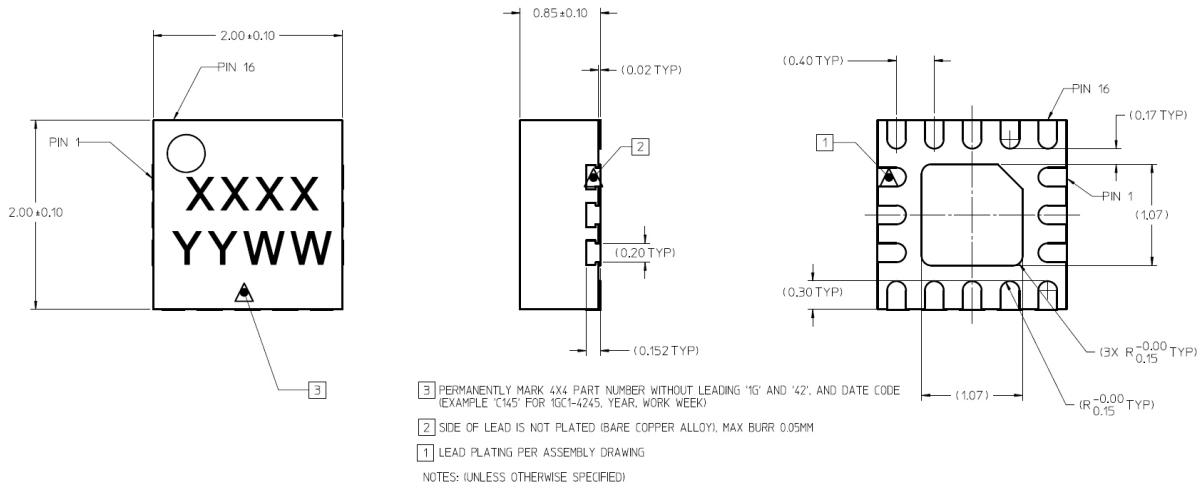 2.00±0.10
PIN 16
PIN 1
2.00±0.10
XXXX
YYWW
3
0.85±0.10
(0.02 TYP)
2
(0.20 TYP)
(0.152 TYP)
(0.40 TYP)
PIN 16
(0.17 TYP)
1
PIN 1
(1.07)
(0.30 TYP)
(3X R -0.00 TYP)
0.15
(1.07)
(R -0.00 TYP)
0.15
3 PERMANENTLY MARK 4X4 PART NUMBER WITHOUT LEADING '1G' AND '42', AND DATE CODE
(EXAMPLE 'C145' FOR 1GC1-4245, YEAR, WORK WEEK)
2 SIDE OF LEAD IS NOT PLATED (BARE COPPER ALLOY), MAX BURR 0.05MM
1 LEAD PLATING PER ASSEMBLY DRAWING
NOTES: (UNLESS OTHERWISE SPECIFIED)